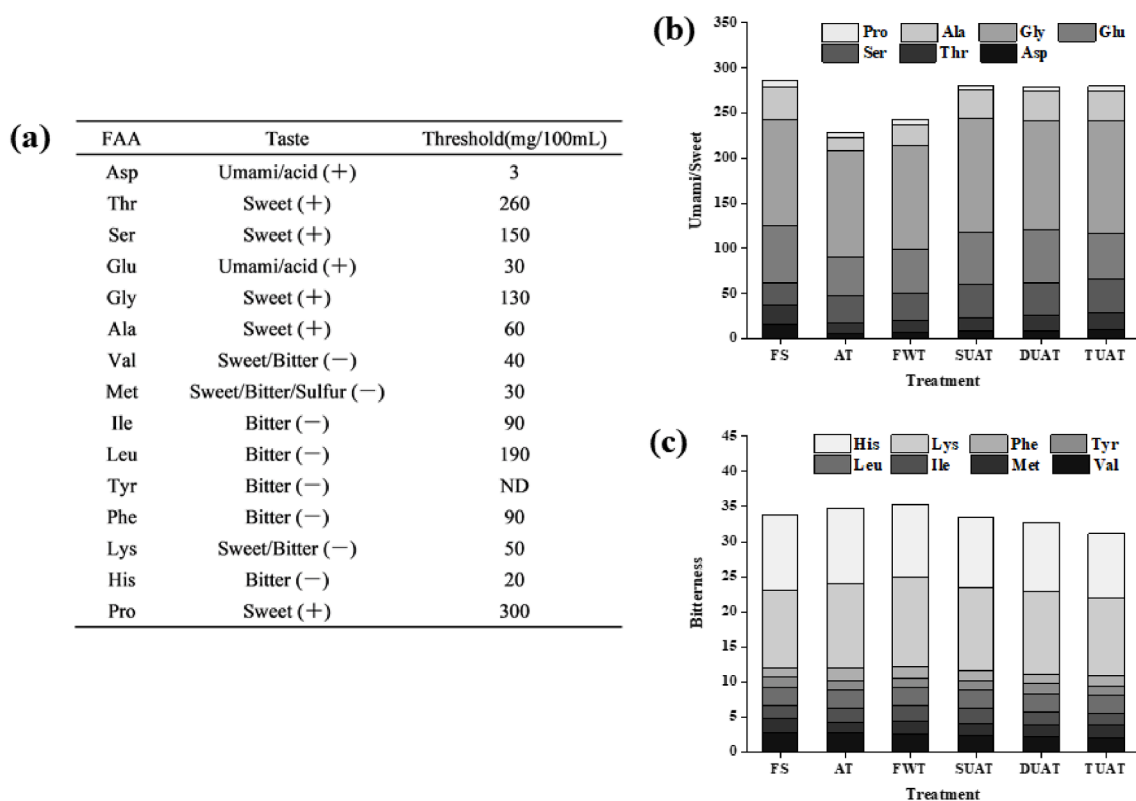 (a)
FAA Taste Threshold(mg/100mL)
Asp Umami/acid (+) 3
Thr Sweet (+) 260
Ser Sweet (+) 150
Glu Umami/acid (+) 30
Gly Sweet (+) 130
Ala Sweet (+) 60
Val Sweet/Bitter (−) 40
Met Sweet/Bitter/Sulfur (−) 30
Ile Bitter (−) 90
Leu Bitter (−) 190
Tyr Bitter (−) ND
Phe Bitter (−) 90
Lys Sweet/Bitter (−) 50
His Bitter (−) 20
Pro Sweet (+) 300
(b)
Pro Ala Gly Glu
Ser Thr Asp
350
300
250
200
150
100
50
0
Umami/Sweet
FS AT FWT SUAT DUAT TUAT
Treatment
(c)
His Lys Phe Tyr
Leu Ile Met Val
45
40
35
30
25
20
15
10
5
0
Bitterness
FS AT FWT SUAT DUAT TUAT
Treatment